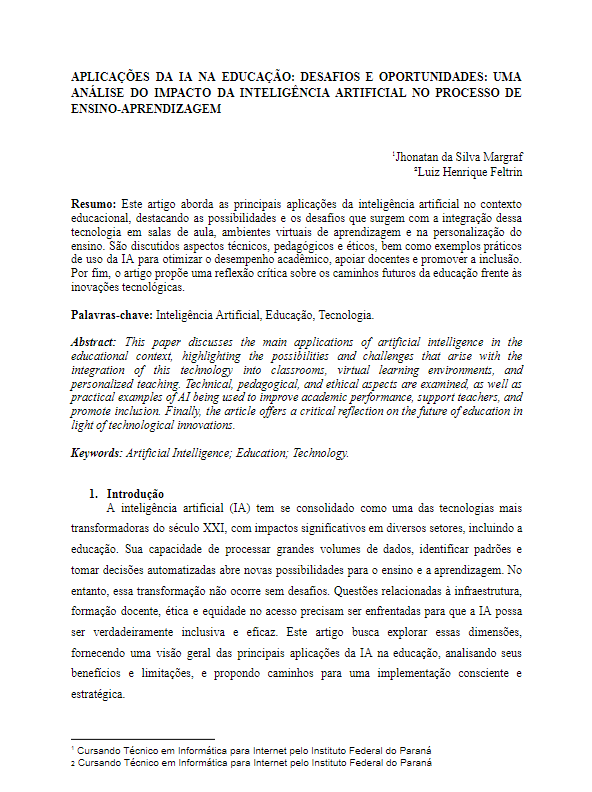 APLICAÇÕES DA IA NA EDUCAÇÃO: DESAFIOS E OPORTUNIDADES: UMA
ANÁLISE DO IMPACTO DA INTELIGÊNCIA ARTIFICIAL NO PROCESSO DE
ENSINO-APRENDIZAGEM
¹Jhonatan da Silva Margraf
²Luiz Henrique Feltrin
Resumo: Este artigo aborda as principais aplicações da inteligência artificial no contexto
educacional, destacando as possibilidades e os desafios que surgem com a integração dessa
tecnologia em salas de aula, ambientes virtuais de aprendizagem e na personalização do
ensino. São discutidos aspectos técnicos, pedagógicos e éticos, bem como exemplos práticos
de uso da IA para otimizar o desempenho acadêmico, apoiar docentes e promover a inclusão.
Por fim, o artigo propõe uma reflexão crítica sobre os caminhos futuros da educação frente às
inovações tecnológicas.
Palavras-chave: Inteligência Artificial, Educação, Tecnologia.
Abstract: This paper discusses the main applications of artificial intelligence in the
educational context, highlighting the possibilities and challenges that arise with the
integration of this technology into classrooms, virtual learning environments, and
personalized teaching. Technical, pedagogical, and ethical aspects are examined, as well as
practical examples of AI being used to improve academic performance, support teachers, and
promote inclusion. Finally, the article offers a critical reflection on the future of education in
light of technological innovations.
Keywords: Artificial Intelligence; Education; Technology.
1. Introdução
A inteligência artificial (IA) tem se consolidado como uma das tecnologias mais
transformadoras do século XXI, com impactos significativos em diversos setores, incluindo a
educação. Sua capacidade de processar grandes volumes de dados, identificar padrões e
tomar decisões automatizadas abre novas possibilidades para o ensino e a aprendizagem. No
entanto, essa transformação não ocorre sem desafios. Questões relacionadas à infraestrutura,
formação docente, ética e equidade no acesso precisam ser enfrentadas para que a IA possa
ser verdadeiramente inclusiva e eficaz. Este artigo busca explorar essas dimensões,
fornecendo uma visão geral das principais aplicações da IA na educação, analisando seus
benefícios e limitações, e propondo caminhos para uma implementação consciente e
estratégica.
¹ Cursando Técnico em Informática para Internet pelo Instituto Federal do Paraná
2 Cursando Técnico em Informática para Internet pelo Instituto Federal do Paraná